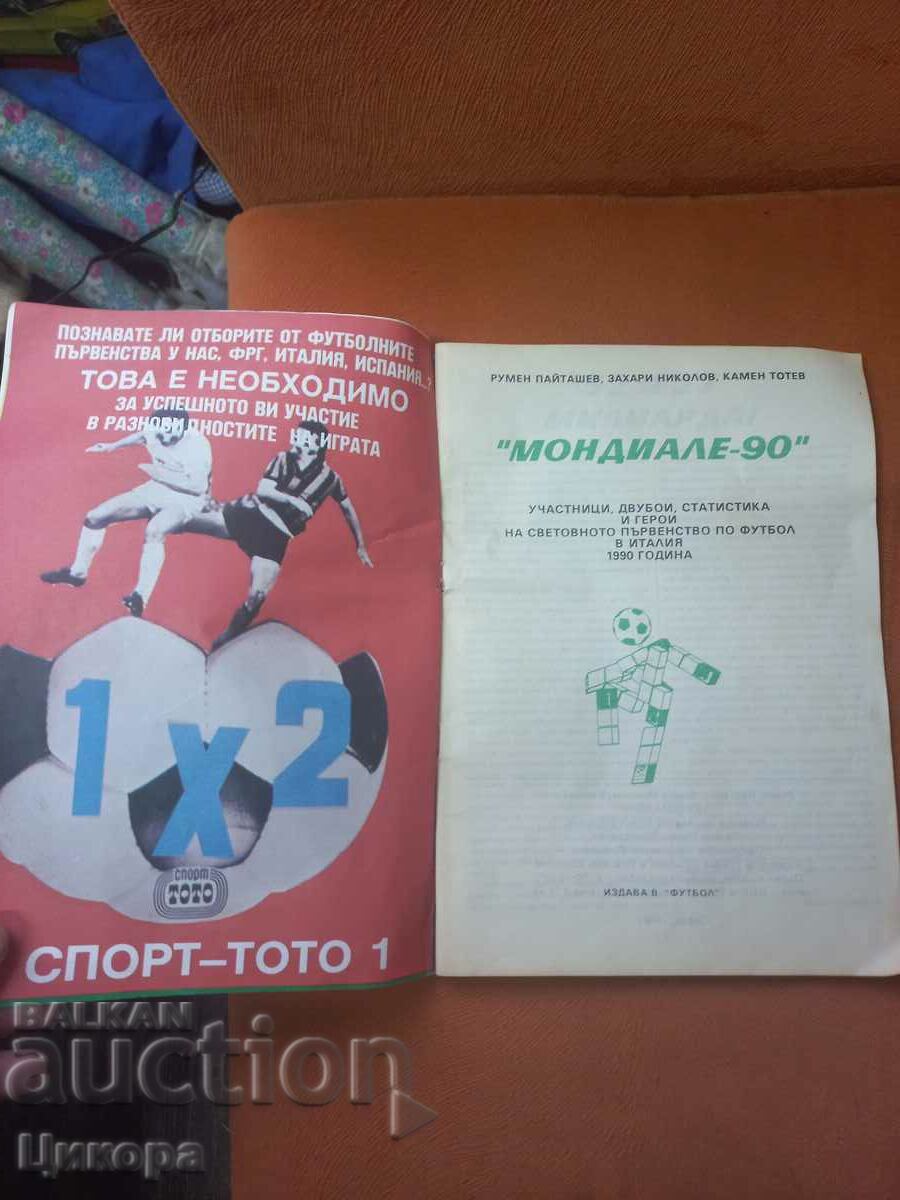 ПОЗНАВАТЕ ЛИ ОТБОРИТЕ ОТ ФУТБОЛНИТЕ
ПЪРВЕНСТВА У НАС, ФРГ, ИТАЛИЯ, ИСПАНИЯ...?
ТОВА Е НЕОБХОДИМО
ЗА УСПЕШНОТО ВИ УЧАСТИЕ
В РАЗНОВИДНОСТИТЕ НА ИГРАТА
1 X 2
спорт
ТОТО
СПОРТ–ТОТО 1
РУМЕН ПАЙТАШЕВ, ЗАХАРИ НИКОЛОВ, КАМЕН ТОТЕВ
"МОНДИАЛЕ-90"
УЧАСТНИЦИ, ДВУБОИ, СТАТИСТИКА
И ГЕРОИ
НА СВЕТОВНОТО ПЪРВЕНСТВО ПО ФУТБОЛ
В ИТАЛИЯ
1990 ГОДИНА
ИЗДАВА В. "ФУТБОЛ"
BALKAN
auction
Цикора